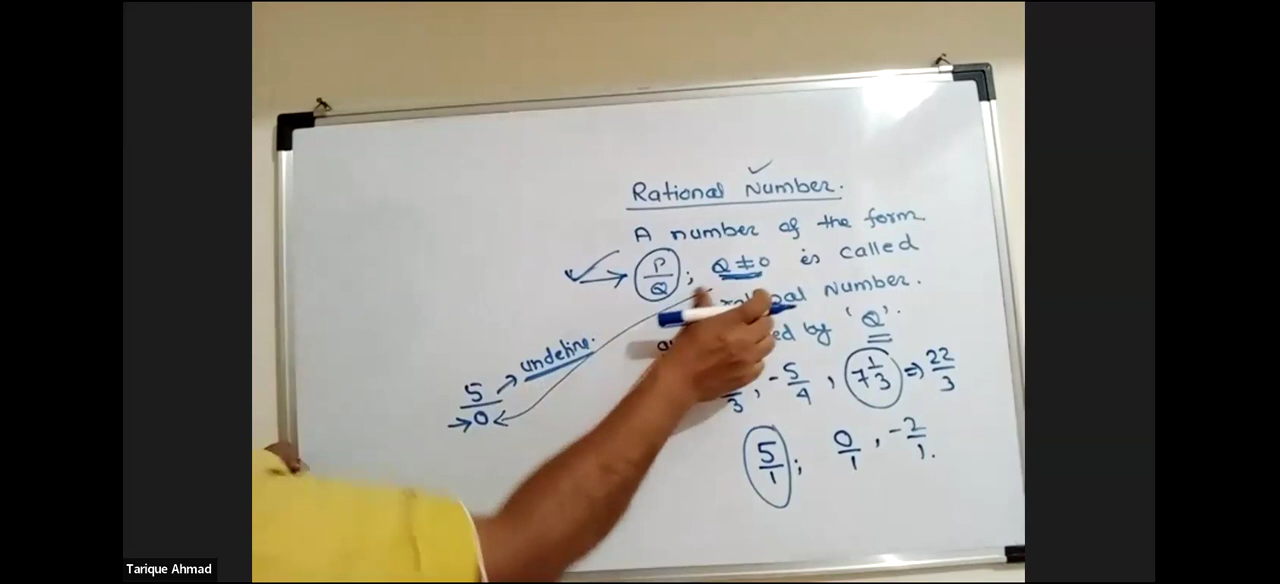 Rational Number.
A number of the form
P/Q ; Q ≠ 0 is called
Number.
by 'Q'.
undefine.
5/0
/3 , -5/4 , 7 1/3 ⇒ 22/3
5/1 ; 0/1 , -2/1.
Tarique Ahmad